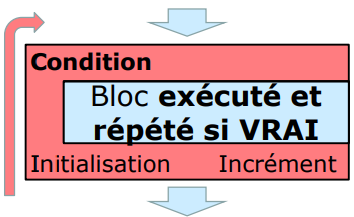 Condition
Bloc exécuté et
répété si VRAI
Initialisation Incrément